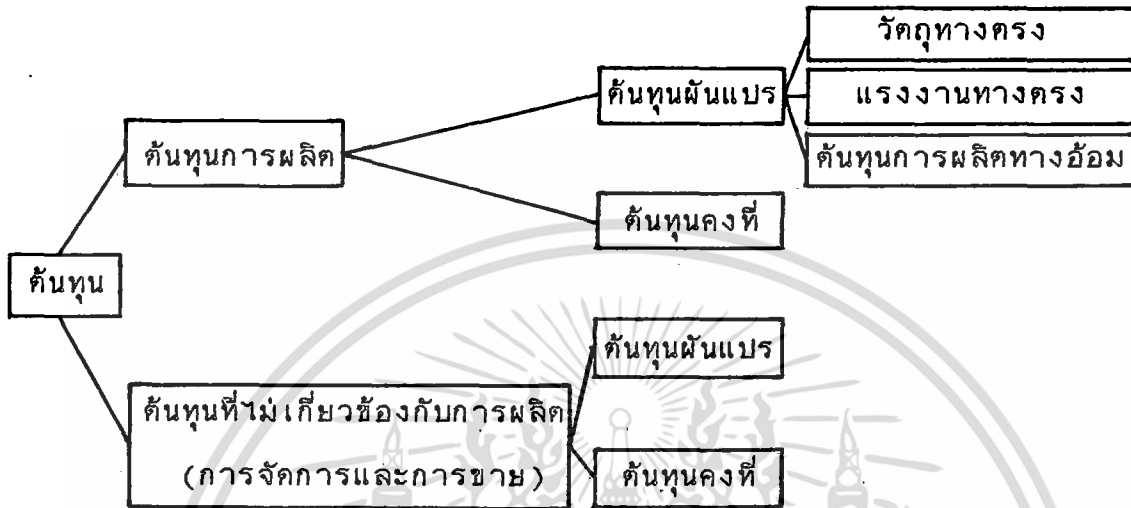 วัตถุทางตรง
ต้นทุนผันแปร
แรงงานทางตรง
ต้นทุนการผลิต
ต้นทุนการผลิตทางอ้อม
ต้นทุนคงที่
ต้นทุน
ต้นทุนผันแปร
ต้นทุนที่ไม่เกี่ยวข้องกับการผลิต
(การจัดการและการขาย)
ต้นทุนคงที่